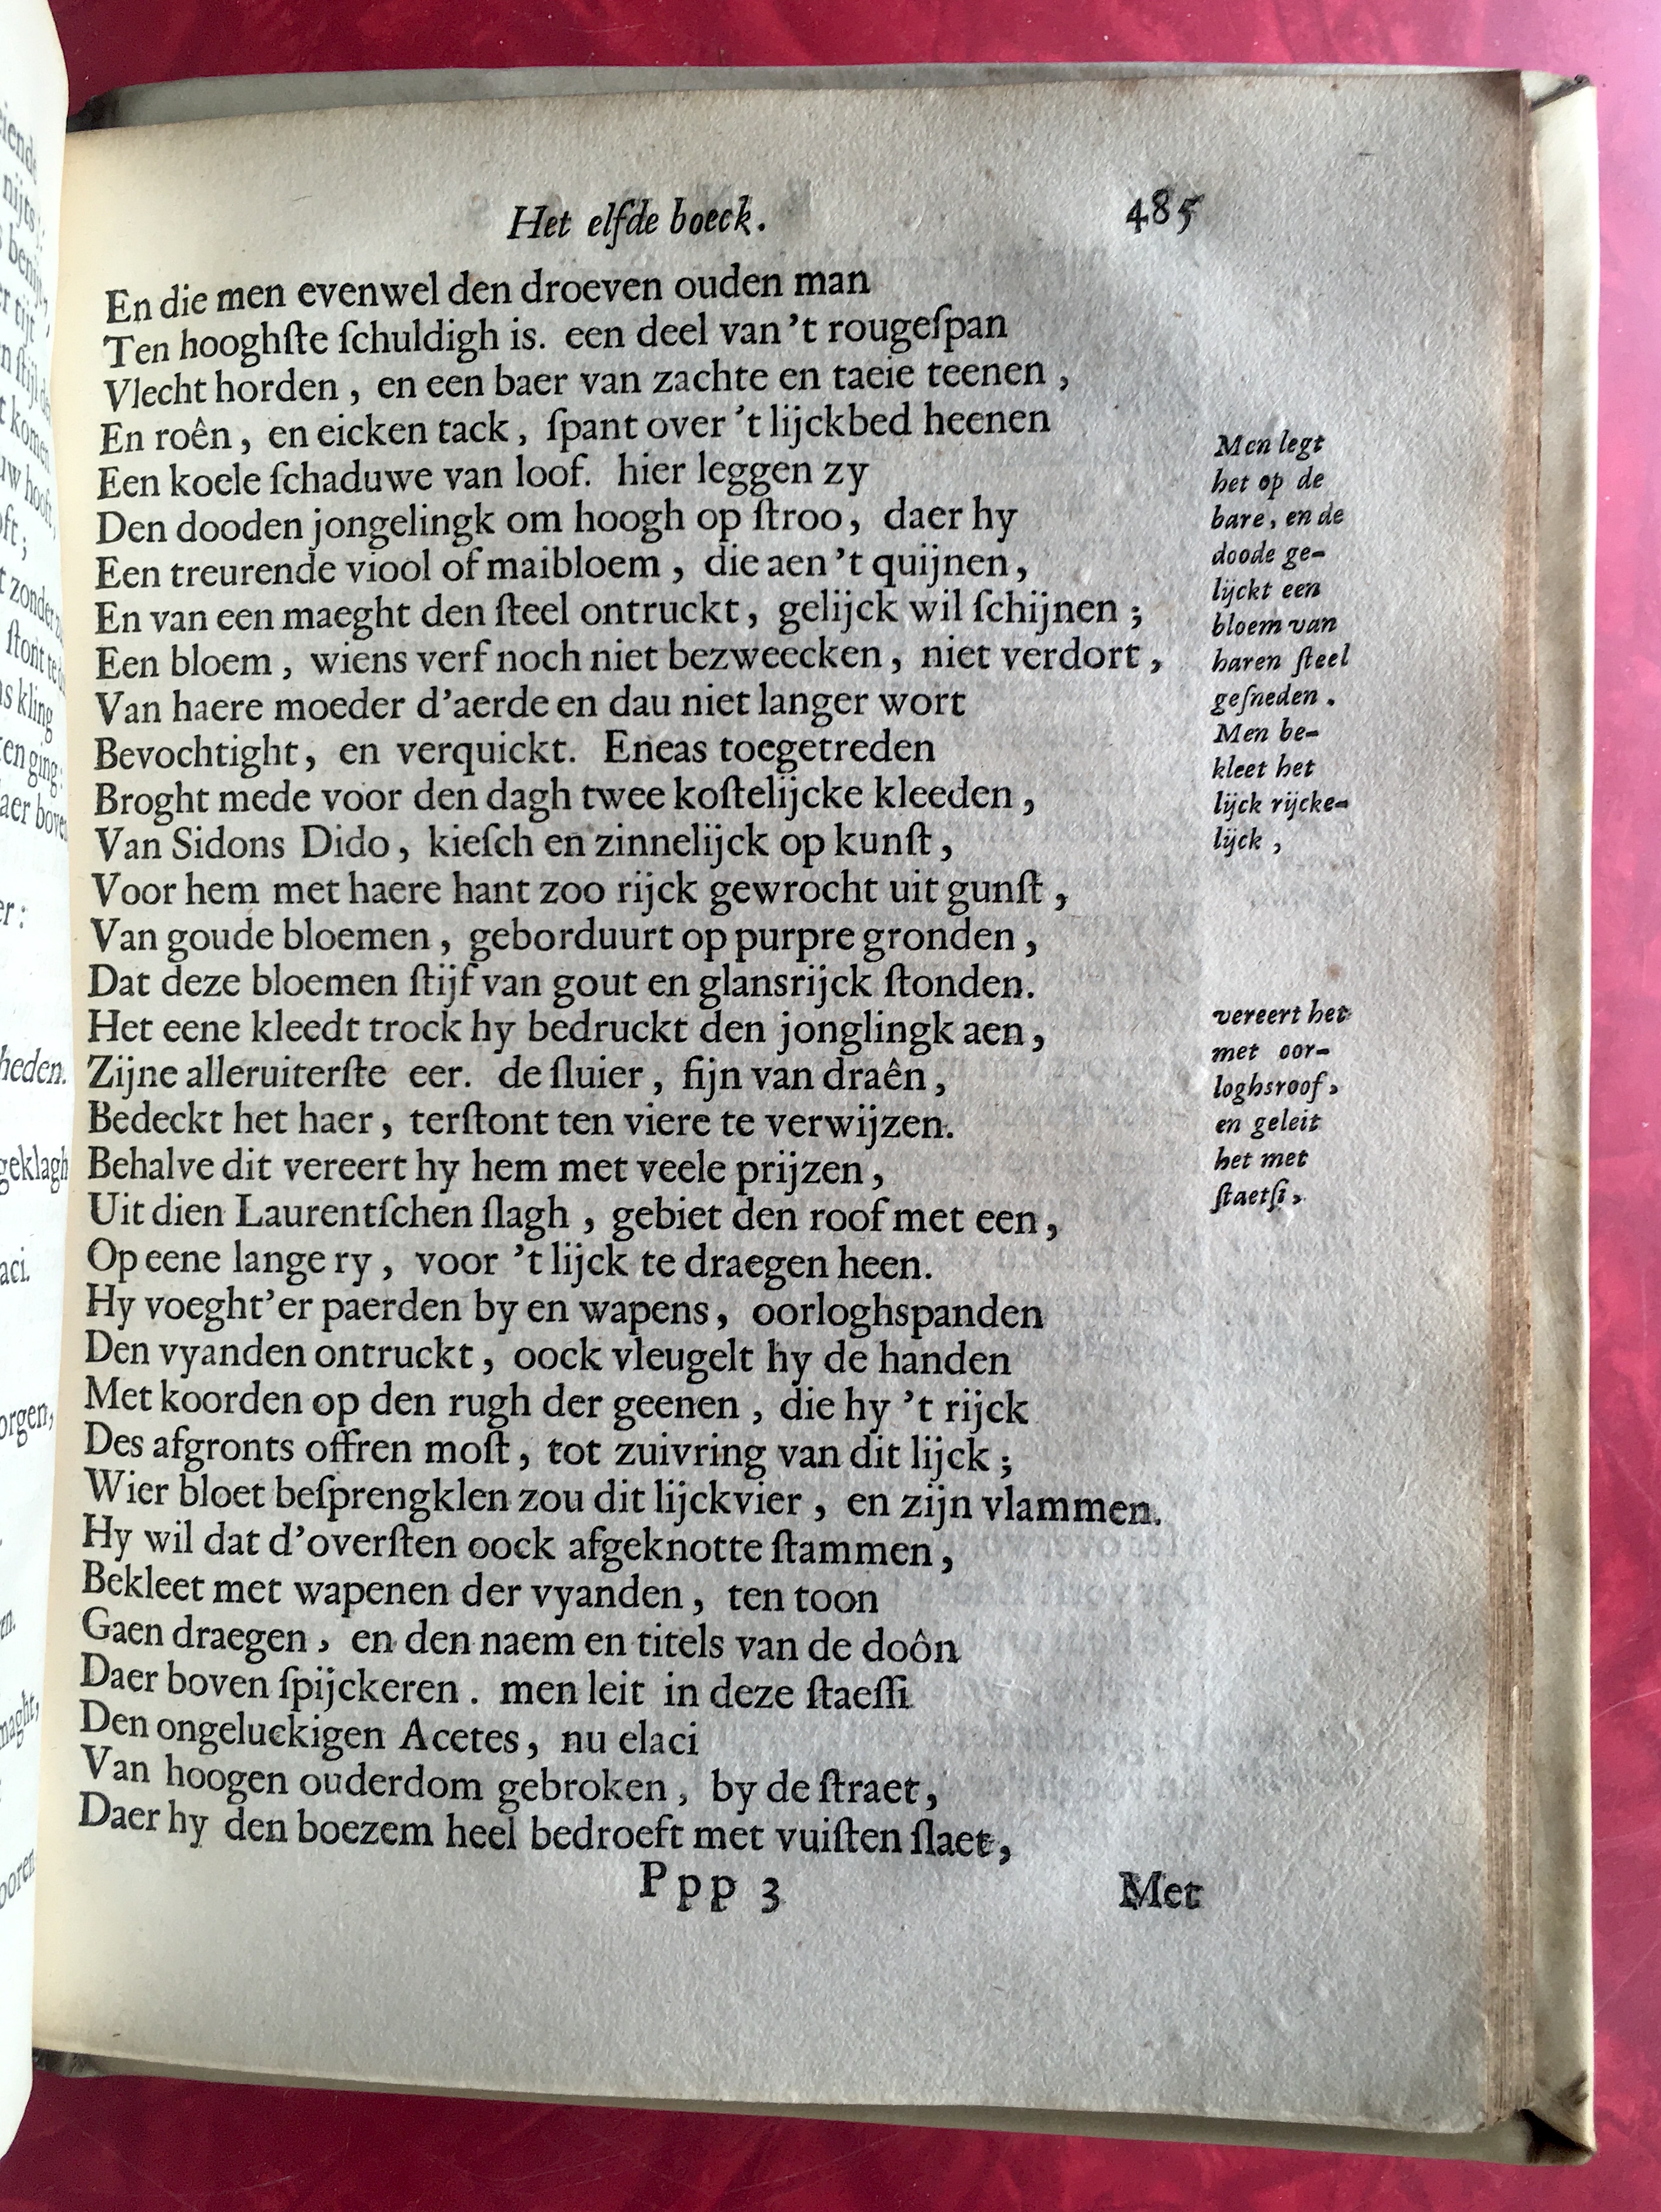 Het elfde boeck.
485
En die men evenwel den droeven ouden man
Ten hooghſte ſchuldigh is. een deel van 't rougeſpan
Vlecht horden, en een baer van zachte en taeie teenen,
En roên, en eicken tack, ſpant over 't lijckbed heenen
Een koele ſchaduwe van loof. hier leggen zy
Den dooden jongelingk om hoogh op ſtroo, daer hy
Een treurende viool of maibloem, die aen 't quijnen,
En van een maeght den ſteel ontruckt, gelijck wil ſchijnen;
Een bloem, wiens verf noch niet bezweecken, niet verdort,
Van haere moeder d'aerde en dau niet langer wort
Bevochtight, en verquickt. Eneas toegetreden
Broght mede voor den dagh twee koſtelijcke kleeden,
Van Sidons Dido, kieſch en zinnelijck op kunſt,
Voor hem met haere hant zoo rijck gewrocht uit gunſt,
Van goude bloemen, geborduurt op purpre gronden,
Dat deze bloemen ſtijf van gout en glansrijck ſtonden.
Het eene kleedt trock hy bedruckt den jonglingk aen,
Zijne alleruiterſte eer. de ſluier, fijn van draên,
Bedeckt het haer, terſtont ten viere te verwijzen.
Behalve dit vereert hy hem met veele prijzen,
Uit dien Laurentſchen ſlagh, gebiet den roof met een,
Op eene lange ry, voor 't lijck te draegen heen.
Hy voeght'er paerden by en wapens, oorloghspanden
Den vyanden ontruckt, oock vleugelt hy de handen
Met koorden op den rugh der geenen, die hy 't rijck
Des afgronts offren moſt, tot zuivring van dit lijck;
Wier bloet beſprengklen zou dit lijckvier, en zijn vlammen.
Hy wil dat d'overſten oock afgeknotte ſtammen,
Bekleet met wapenen der vyanden, ten toon
Gaen draegen, en den naem en titels van de doôn
Daer boven ſpijckeren. men leit in deze ſtaeſſi
Den ongeluckigen Acetes, nu elaci
Van hoogen ouderdom gebroken, by de ſtraet,
Daer hy den boezem heel bedroeft met vuiſten ſlaet,
Ppp 3
Met
Men legt
het op de
bare, en de
doode ge-
lijckt een
bloem van
haren ſteel
geſneden.
Men be-
kleet het
lijck rijcke-
lijck,
vereert het
met oor-
loghsroof,
en geleit
het met
ſtaetſi,